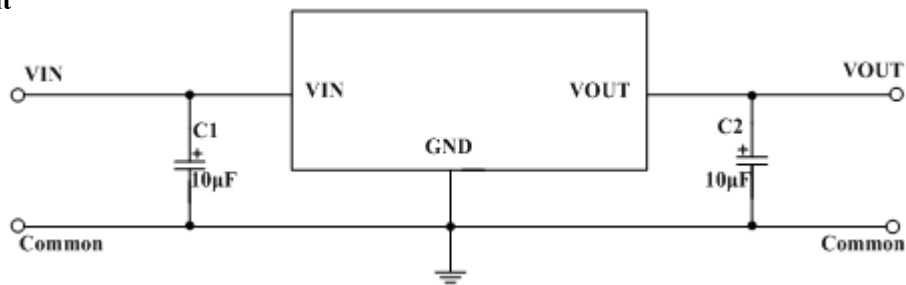 VIN
VIN
VOUT
VOUT
C1
+
10μF
GND
C2
+
10μF
Common
Common